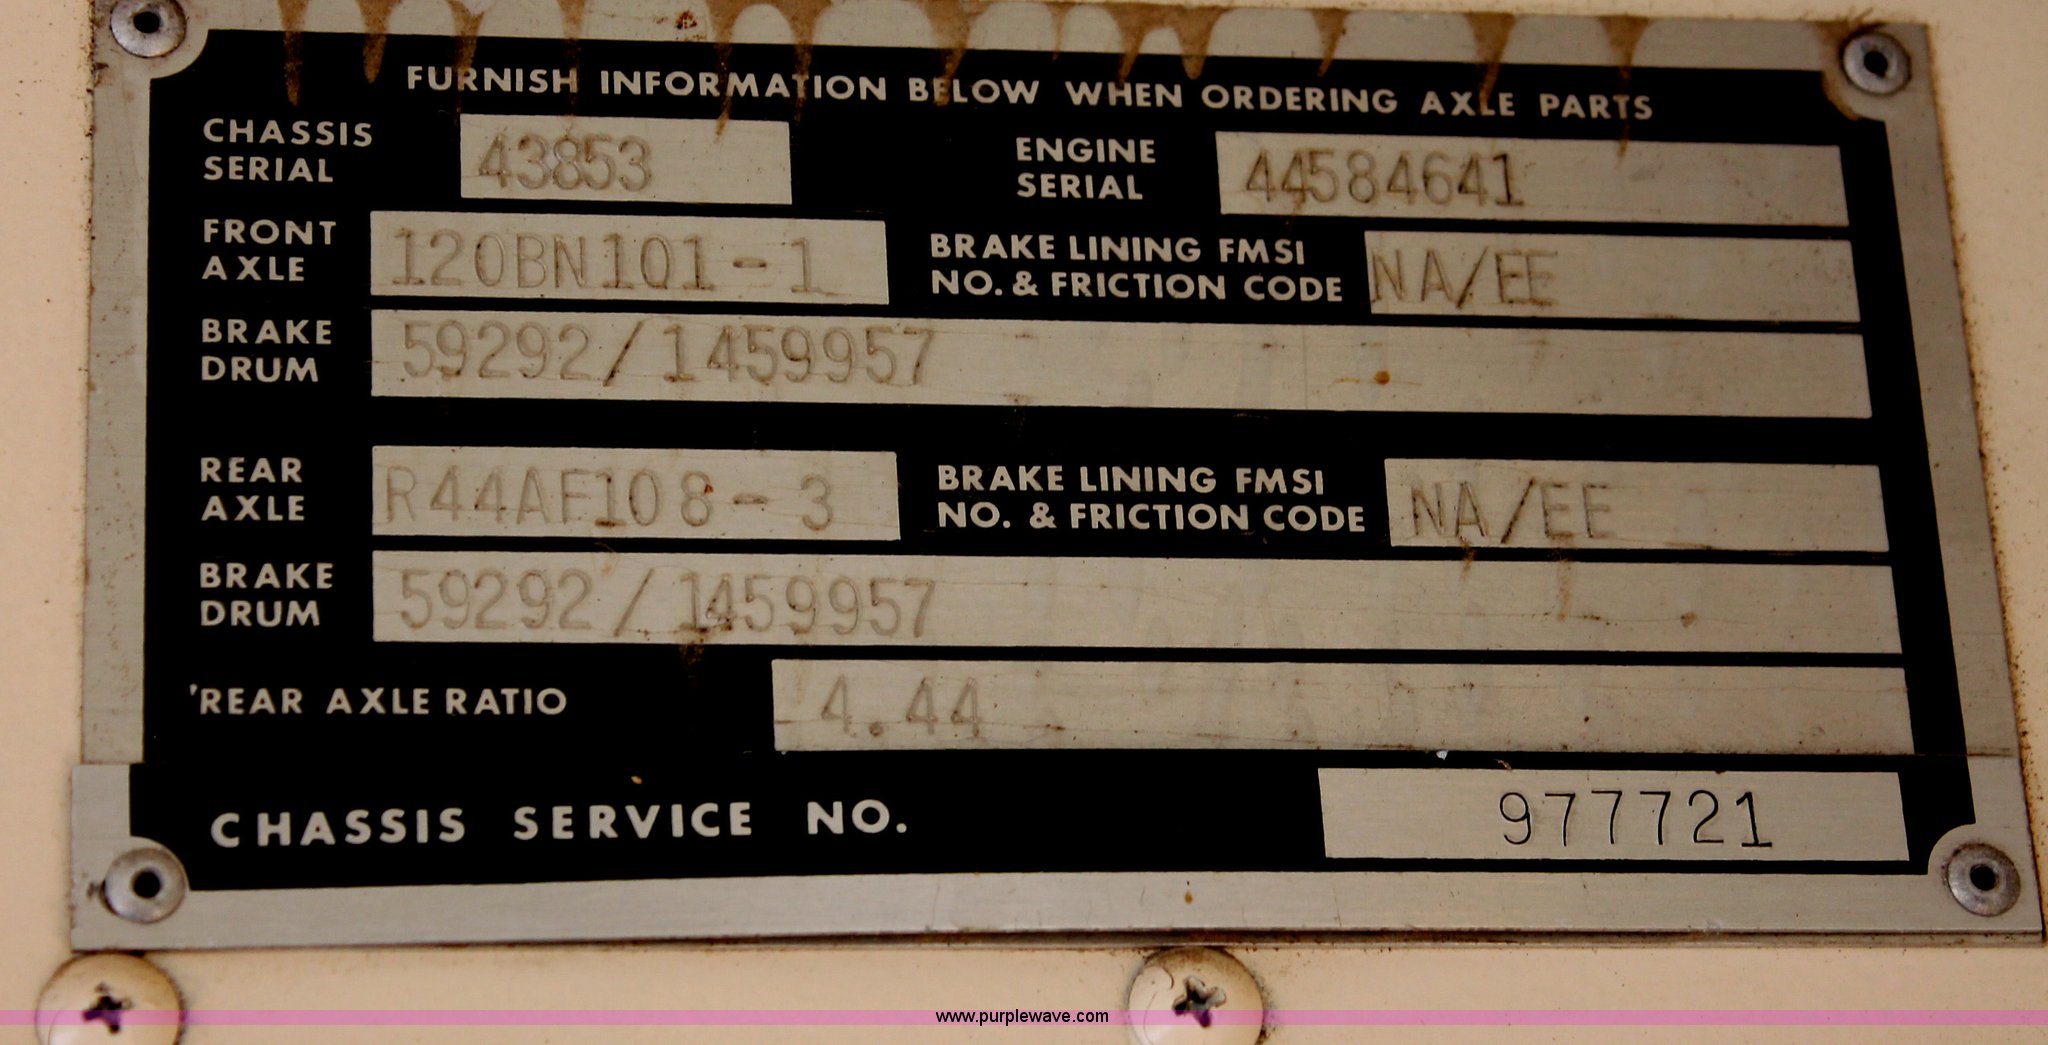 FURNISH INFORMATION BELOW WHEN ORDERING AXLE PARTS
CHASSIS SERIAL 43853 ENGINE SERIAL 44584641
FRONT AXLE 120BN101-1 BRAKE LINING FMSI NO. & FRICTION CODE NA/EE
BRAKE DRUM 59292/1459957
REAR AXLE R44AF108-3 BRAKE LINING FMSI NO. & FRICTION CODE NA/EE
BRAKE DRUM 59292/1459957
REAR AXLE RATIO 4.44
CHASSIS SERVICE NO. 977721
www.purplewave.com